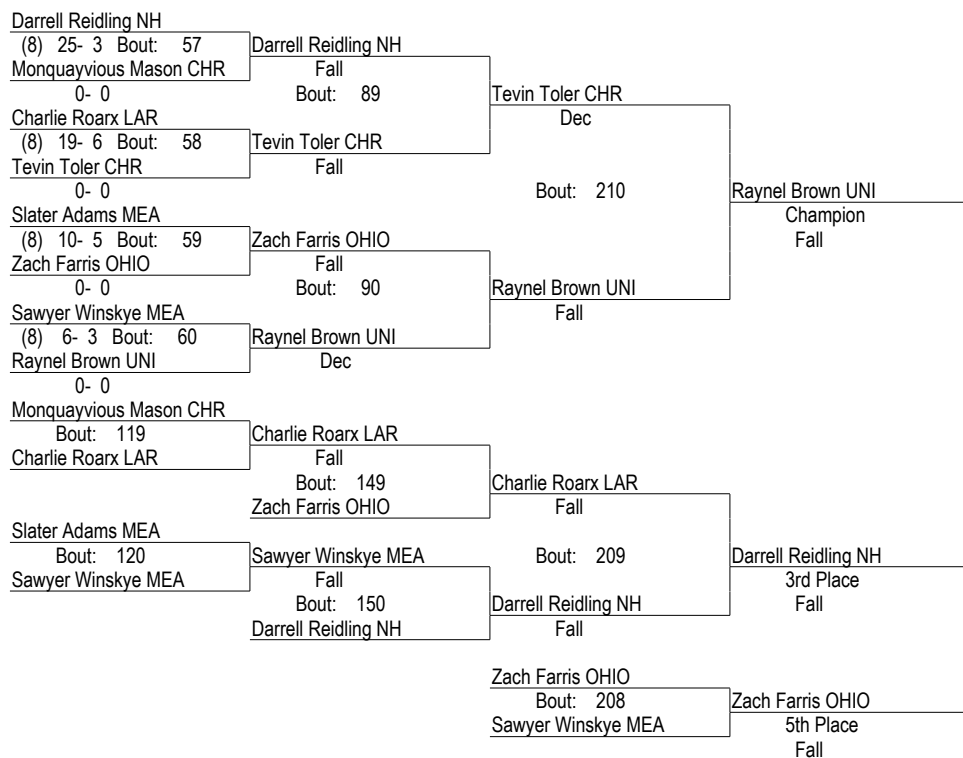 Darrell Reidling NH
(8) 25- 3 Bout: 57
Darrell Reidling NH
Monquayvious Mason CHR
Fall
0- 0
Bout: 89
Tevin Toler CHR
Charlie Roarx LAR
Dec
(8) 19- 6 Bout: 58
Tevin Toler CHR
Tevin Toler CHR
Fall
0- 0
Bout: 210
Raynel Brown UNI
Slater Adams MEA
Champion
(8) 10- 5 Bout: 59
Zach Farris OHIO
Fall
Zach Farris OHIO
Fall
0- 0
Bout: 90
Raynel Brown UNI
Sawyer Winskye MEA
Fall
(8) 6- 3 Bout: 60
Raynel Brown UNI
Raynel Brown UNI
Dec
0- 0
Monquayvious Mason CHR
Bout: 119
Charlie Roarx LAR
Charlie Roarx LAR
Fall
Bout: 149
Charlie Roarx LAR
Zach Farris OHIO
Fall
Slater Adams MEA
Bout: 120
Sawyer Winskye MEA
Bout: 209
Darrell Reidling NH
Sawyer Winskye MEA
Fall
3rd Place
Bout: 150
Darrell Reidling NH
Fall
Darrell Reidling NH
Fall
Zach Farris OHIO
Bout: 208
Zach Farris OHIO
Sawyer Winskye MEA
5th Place
Fall